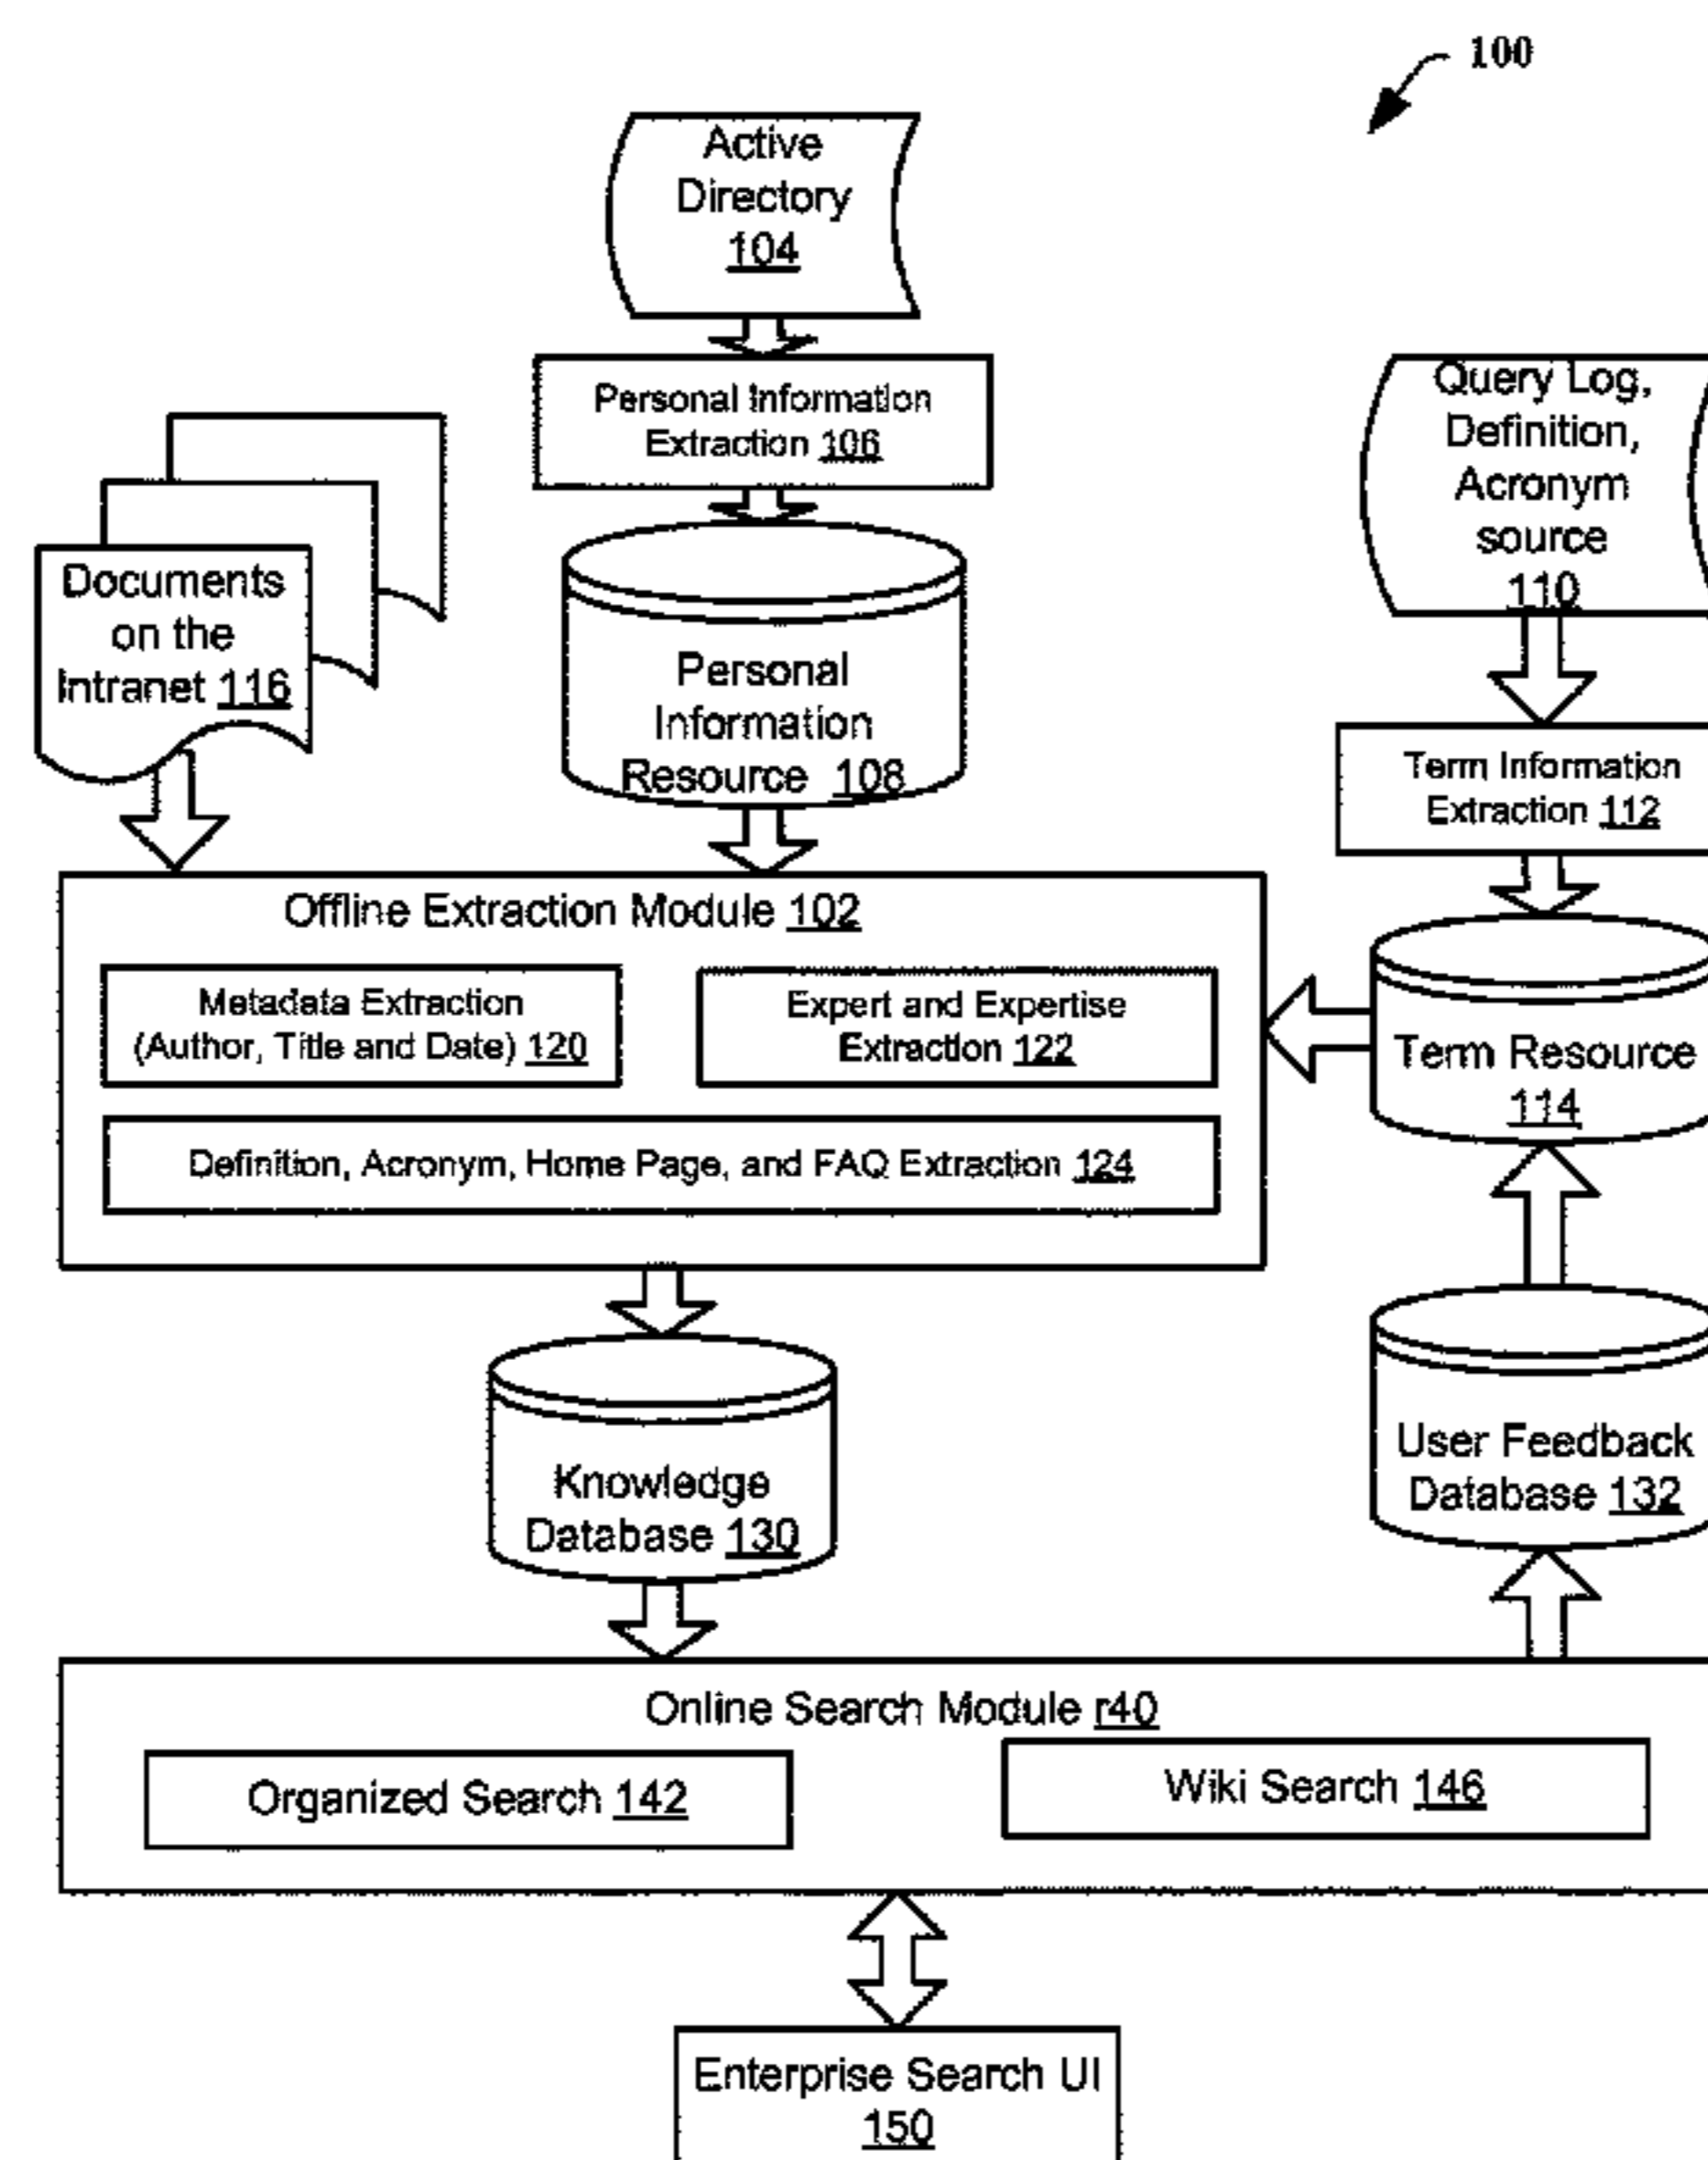 100
Active
Directory
104
Personal Information
Extraction 106
Query Log,
Definition,
Acronym
source
110
Documents
on the
Intranet 116
Personal
Information
Resource 108
Term Information
Extraction 112
Offline Extraction Module 102
Metadata Extraction
(Author, Title and Date) 120
Expert and Expertise
Extraction 122
Term Resource
114
Definition, Acronym, Home Page, and FAQ Extraction 124
Knowledge
Database 130
User Feedback
Database 132
Online Search Module r40
Organized Search 142
Wiki Search 146
Enterprise Search UI
150